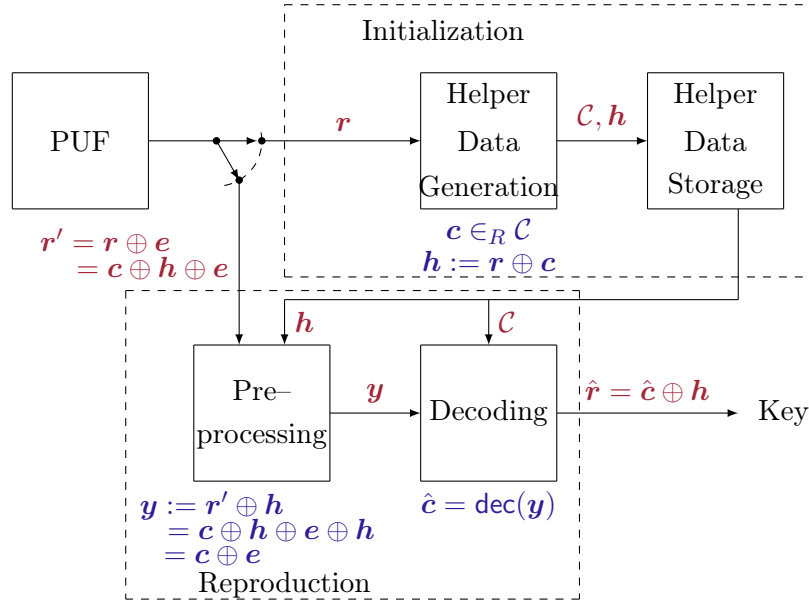 Initialization
PUF
r
Helper
Data
Generation
𝒞, h
Helper
Data
Storage
r′ = r ⊕ e
= c ⊕ h ⊕ e
c ∈_R 𝒞
h := r ⊕ c
h
𝒞
Pre–
processing
y
Decoding
r̂ = ĉ ⊕ h
Key
y := r′ ⊕ h
= c ⊕ h ⊕ e ⊕ h
= c ⊕ e
ĉ = dec(y)
Reproduction